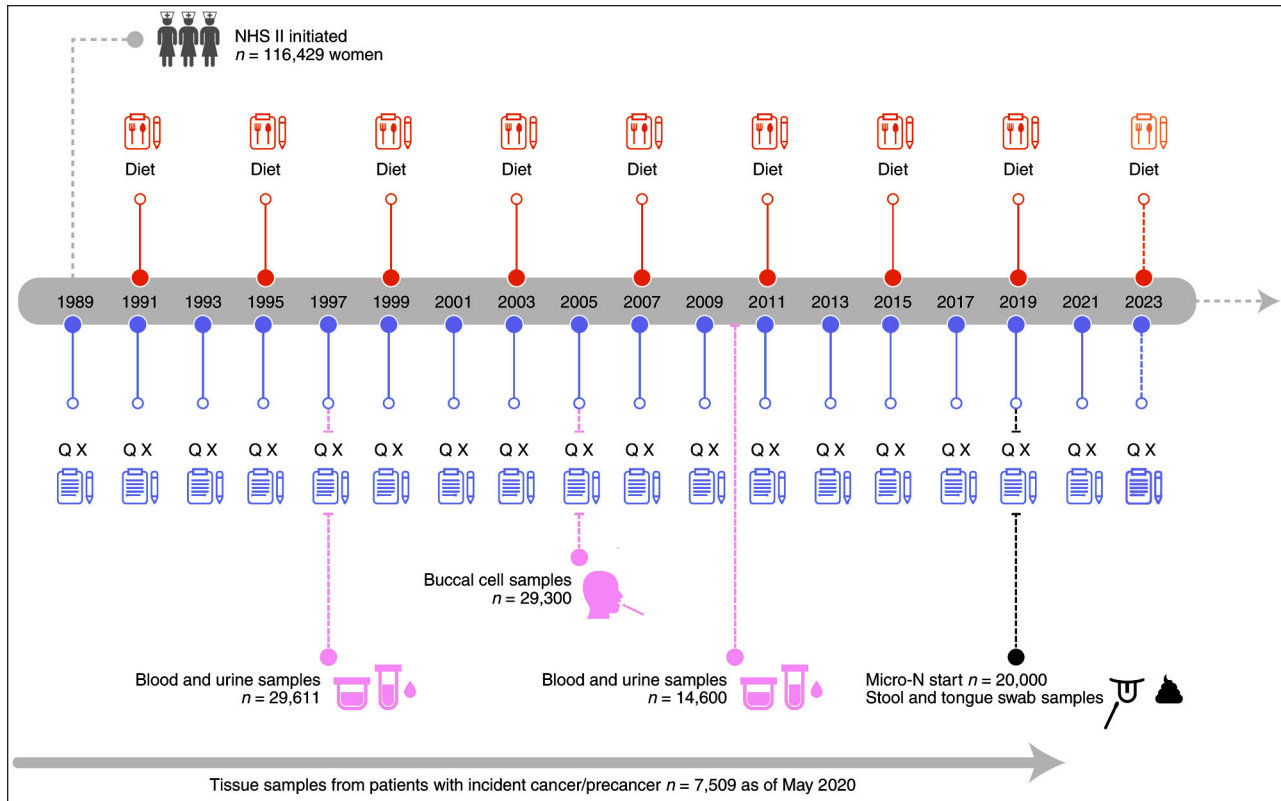 NHS II initiated
n = 116,429 women
Diet Diet Diet Diet Diet Diet Diet Diet Diet
1989 1991 1993 1995 1997 1999 2001 2003 2005 2007 2009 2011 2013 2015 2017 2019 2021 2023
Q X Q X Q X Q X Q X Q X Q X Q X Q X Q X Q X Q X Q X Q X Q X Q X Q X Q X
Buccal cell samples
n = 29,300
Blood and urine samples
n = 29,611
Blood and urine samples
n = 14,600
Micro-N start n = 20,000
Stool and tongue swab samples
Tissue samples from patients with incident cancer/precancer n = 7,509 as of May 2020